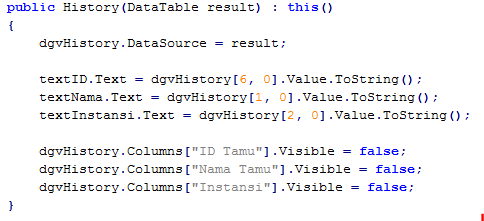 public History(DataTable result) : this()
{
dgvHistory.DataSource = result;
textID.Text = dgvHistory[6, 0].Value.ToString();
textNama.Text = dgvHistory[1, 0].Value.ToString();
textInstansi.Text = dgvHistory[2, 0].Value.ToString();
dgvHistory.Columns["ID Tamu"].Visible = false;
dgvHistory.Columns["Nama Tamu"].Visible = false;
dgvHistory.Columns["Instansi"].Visible = false;
}